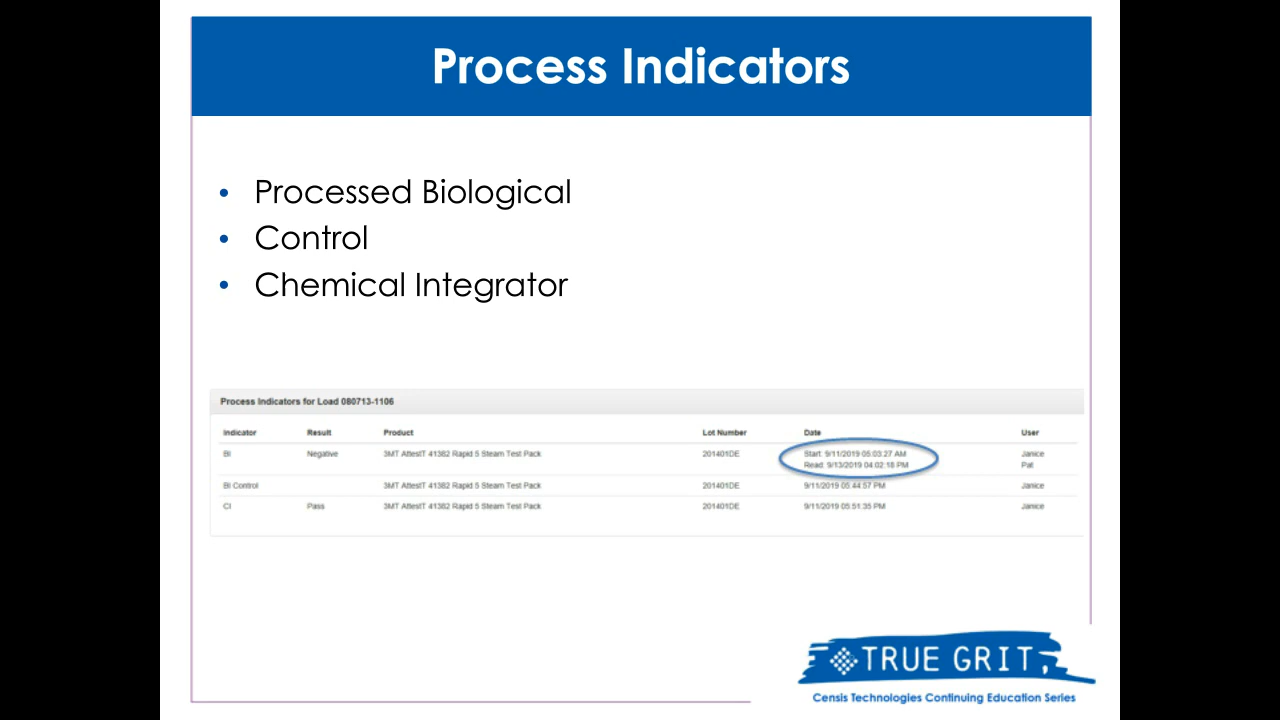 Process Indicators
• Processed Biological
• Control
• Chemical Integrator
Process Indicators for Load 080713-1106
Indicator Result Product Lot Number Date User
BI Negative 3MT AttestT 41382 Rapid 5 Steam Test Pack 201401DE Start: 9/11/2019 05:03:27 AM Janice
Read: 9/13/2019 04:02:18 PM Pat
BI Control 3MT AttestT 41382 Rapid 5 Steam Test Pack 201401DE 9/11/2019 05:44:57 PM Janice
CI Pass 3MT AttestT 41382 Rapid 5 Steam Test Pack 201401DE 9/11/2019 05:51:35 PM Janice
TRUE GRIT
Censis Technologies Continuing Education Series